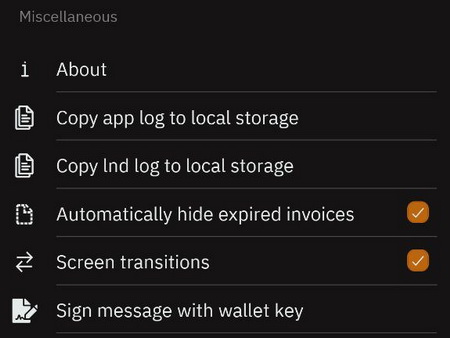 Miscellaneous
About
Copy app log to local storage
Copy lnd log to local storage
Automatically hide expired invoices
Screen transitions
Sign message with wallet key